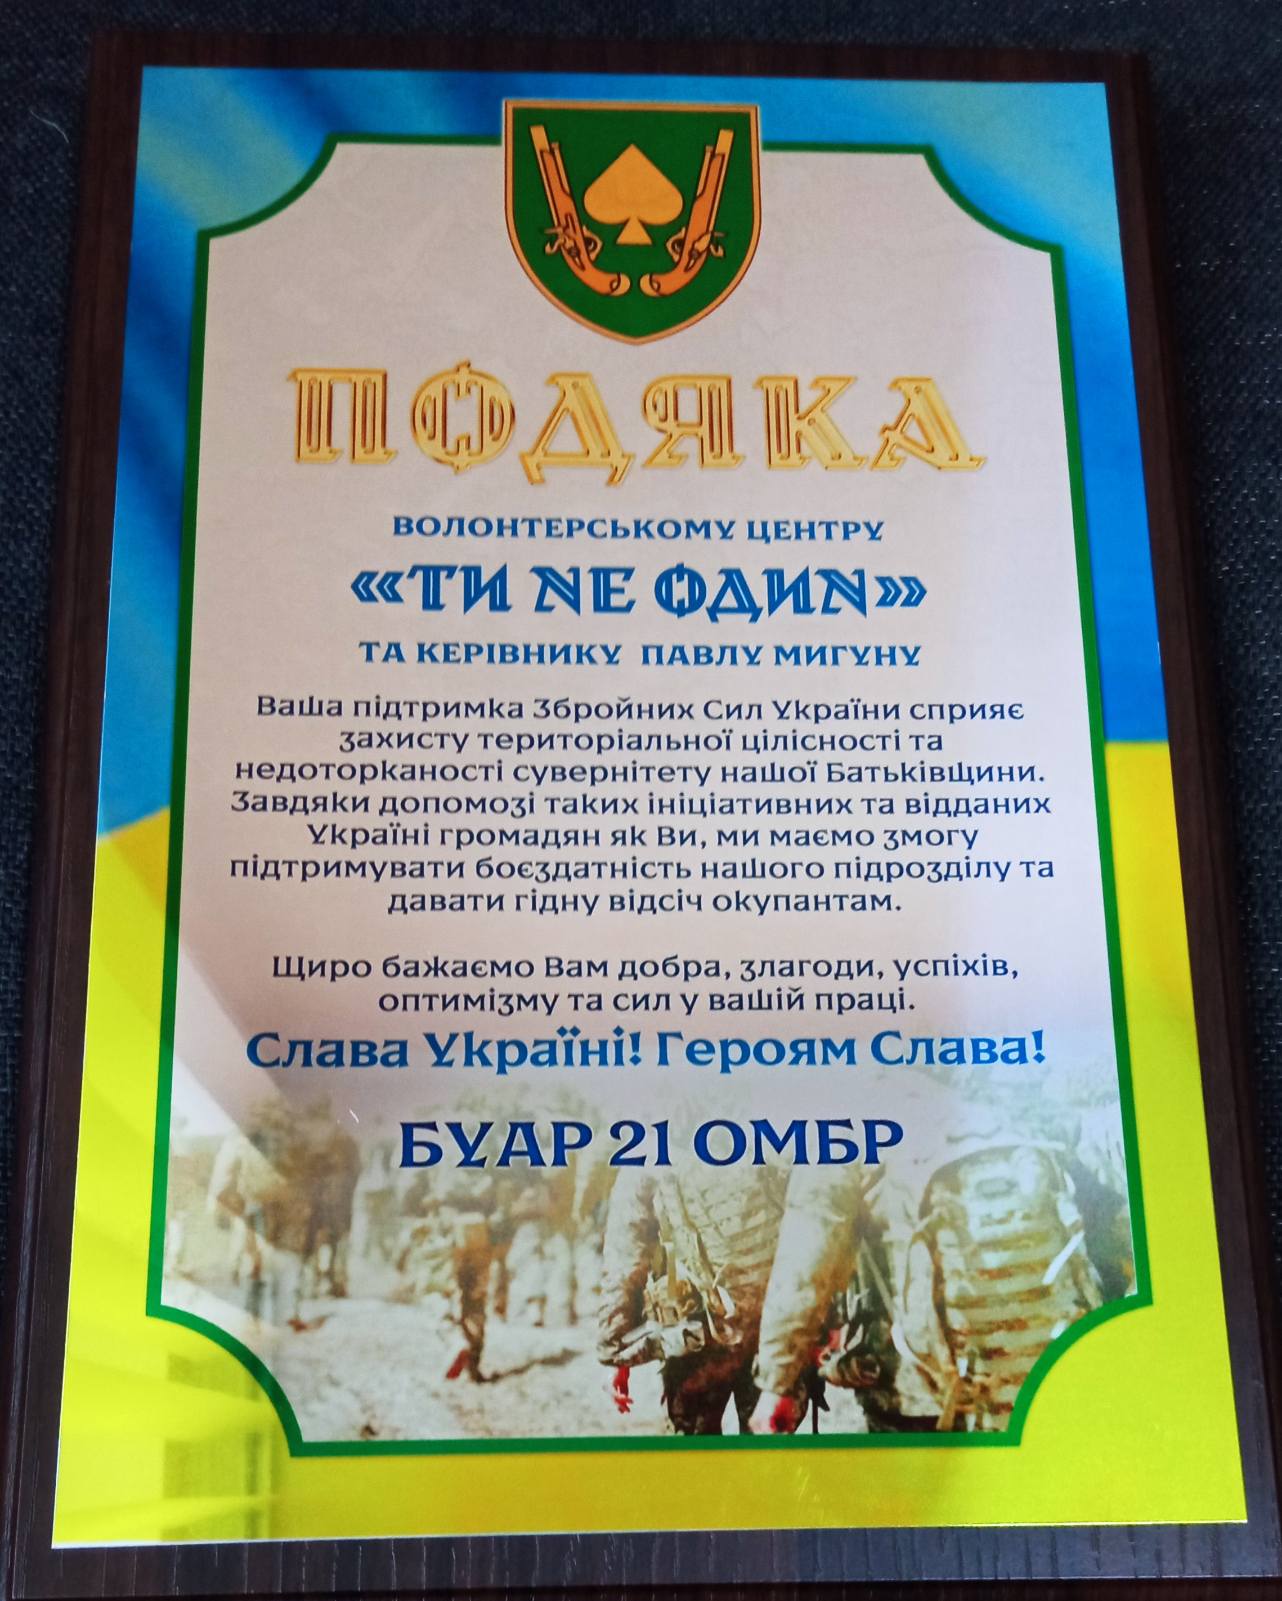 ПОДЯКА
ВОЛОНТЕРСЬКОМУ ЦЕНТРУ
«ТИ NЕ ОДИN»
ТА КЕРІВНИКУ ПАВЛУ МИГУНУ
Ваша підтримка Збройних Сил України сприяє
захисту територіальної цілісності та
недоторканості сувернітету нашої Батьківщини.
Завдяки допомозі таких ініціативних та відданих
Україні громадян як Ви, ми маємо змогу
підтримувати боєздатність нашого підрозділу та
давати гідну відсіч окупантам.
Щиро бажаємо Вам добра, злагоди, успіхів,
оптимізму та сил у вашій праці.
Слава Україні! Героям Слава!
БУАР 21 ОМБР